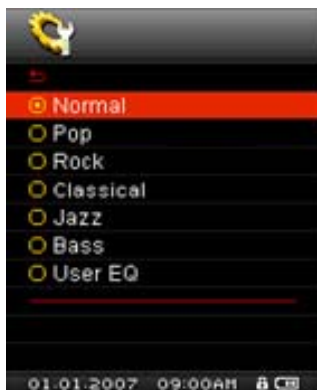 Normal
Pop
Rock
Classical
Jazz
Bass
User EQ
01.01.2007 09:00AM